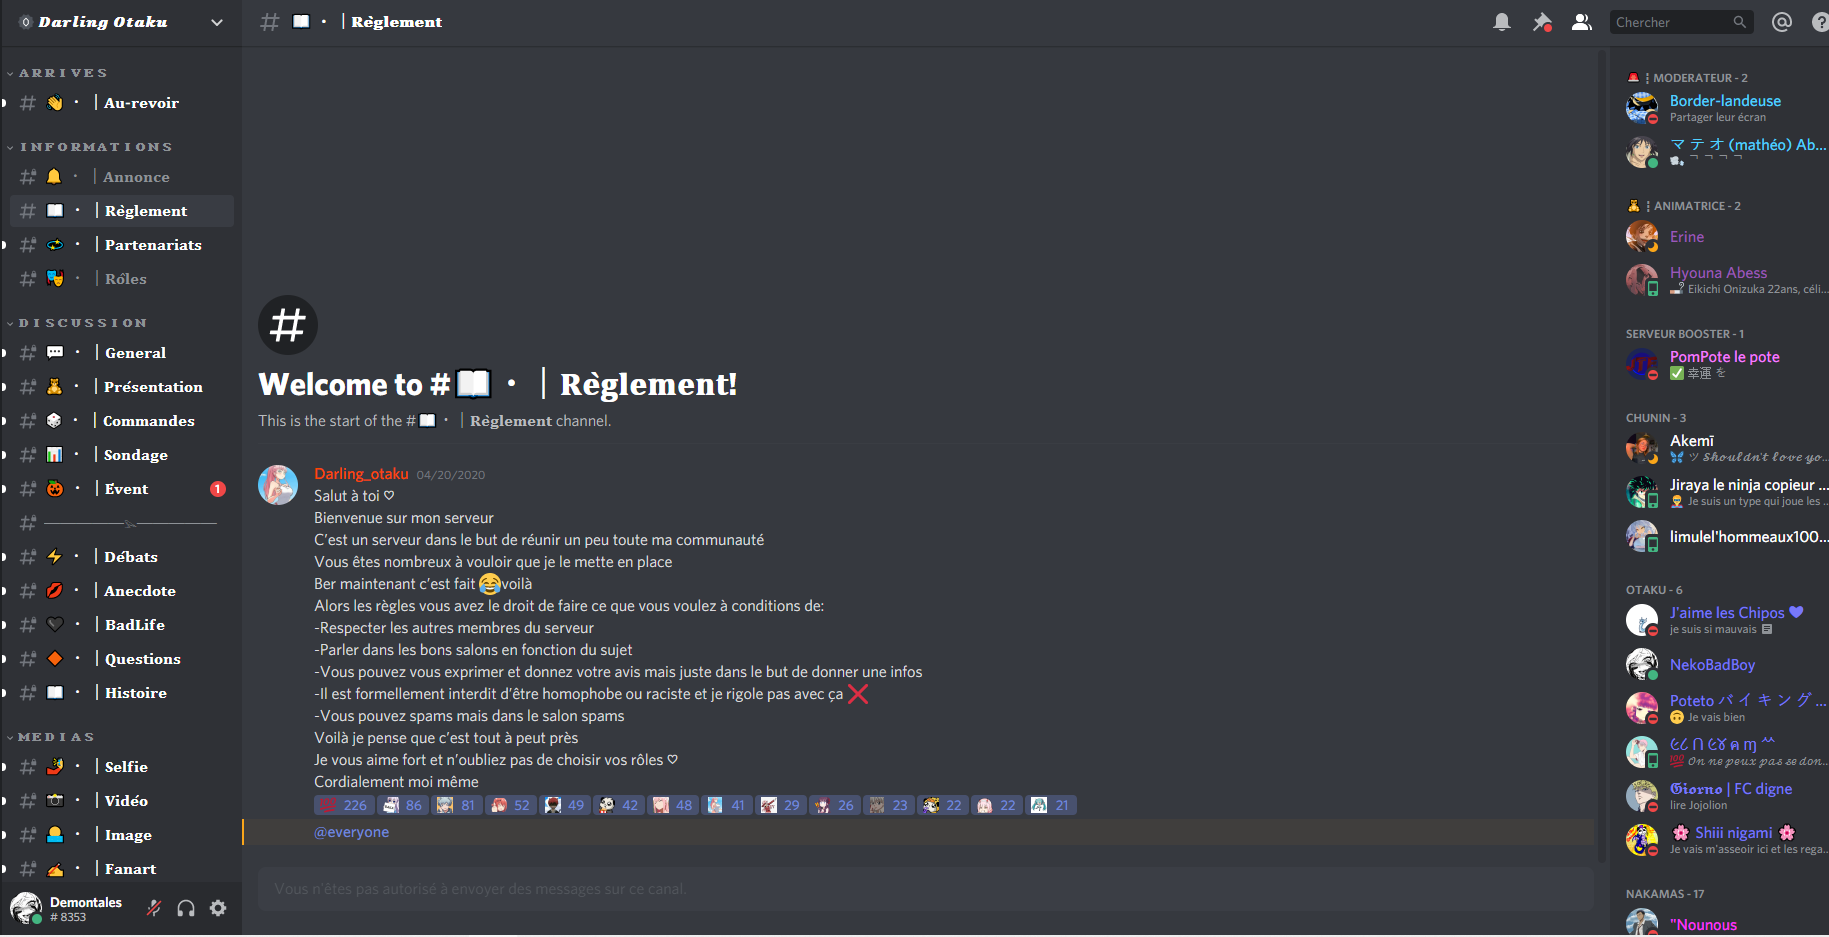 Darling Otaku
ARRIVES
Au-revoir
INFORMATIONS
Annonce
Règlement
Partenariats
Róles
DISCUSSION
General
Présentation
Commandes
Sondage
Event 1
Débats
Anecdote
BadLife
Questions
Histoire
MEDIAS
Selfie
Vidéo
Image
Fanart
Demontales
#8353
# 📖 • | Règlement
Chercher
Welcome to #📖 • | Règlement!
This is the start of the #📖 • | Règlement channel.
Darling_otaku 04/20/2020
Salut à toi ♡
Bienvenue sur mon serveur
C'est un serveur dans le but de réunir un peu toute ma communauté
Vous êtes nombreux à vouloir que je le mette en place
Ber maintenant c'est fait 😂voilà
Alors les règles vous avez le droit de faire ce que vous voulez à conditions de:
-Respecter les autres membres du serveur
-Parler dans les bons salons en fonction du sujet
-Vous pouvez vous exprimer et donnez votre avis mais juste dans le but de donner une infos
-Il est formellement interdit d'être homophobe ou raciste et je rigole pas avec ça ❌
-Vous pouvez spams mais dans le salon spams
Voilà je pense que c'est tout à peut près
Je vous aime fort et n'oubliez pas de choisir vos rôles ♡
Cordialement moi même
226 86 81 52 49 42 48 41 29 26 23 22 22 21
@everyone
Vous n'êtes pas autorisé à envoyer des messages sur ce canal.
MODERATEUR - 2
Border-landeuse
Partager leur écran
マテオ (mathéo) Ab...
ANIMATRICE - 2
Erine
Hyouna Abess
Eikichi Onizuka 22ans, céli...
SERVEUR BOOSTER - 1
PomPote le pote
✅ 幸運を
CHUNIN - 3
Akemī
ツ Shouldn't love yo...
Jiraya le ninja copieur ...
Je suis un type qui joue les ...
limulel'hommeaux100...
OTAKU - 6
J'aime les Chipos
je suis si mauvais
NekoBadBoy
Poteto バイキング...
Je vais bien
💯 On ne peux pas se don...
Giorno | FC digne
lire Jojolion
🌸 Shiii nigami 🌸
Je vais m'asseoir ici et les rega...
NAKAMAS - 17
"Nounous